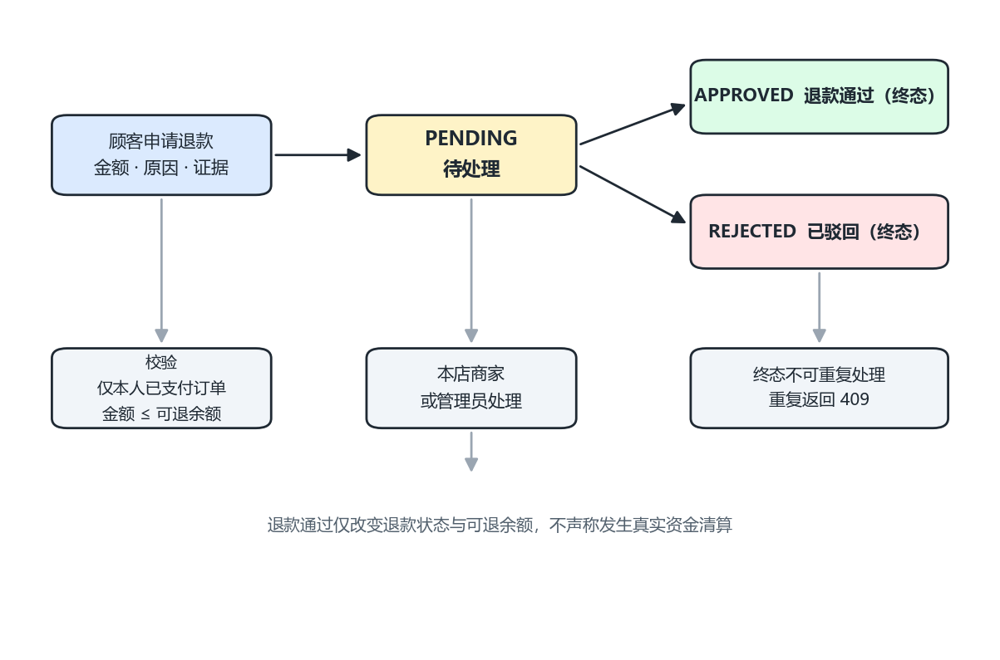 顾客申请退款
金额 · 原因 · 证据
PENDING
待处理
APPROVED 退款通过（终态）
REJECTED 已驳回（终态）
校验
仅本人已支付订单
金额 ≤ 可退余额
本店商家
或管理员处理
终态不可重复处理
重复返回 409
退款通过仅改变退款状态与可退余额，不声称发生真实资金清算